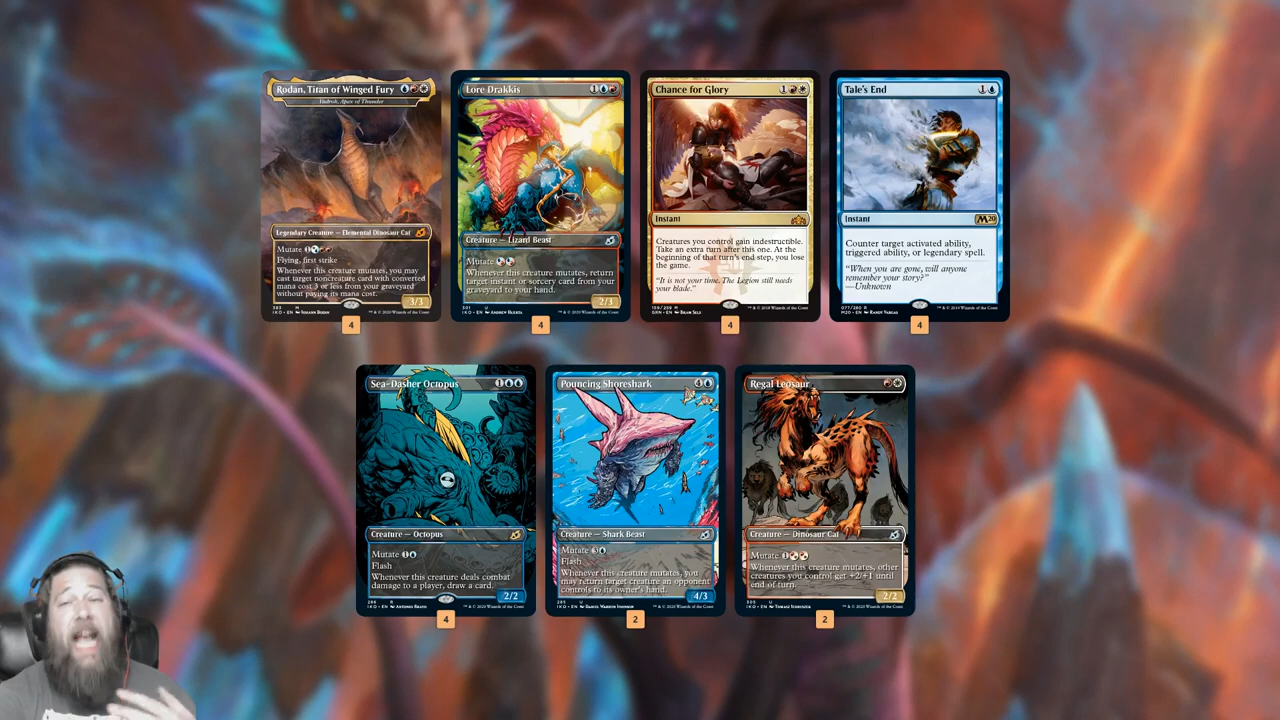 Rodan, Titan of Winged Fury
Vadrok, Apex of Thunder
Legendary Creature — Elemental Dinosaur Cat
Mutate 1
Flying, first strike
Whenever this creature mutates, you may
cast target noncreature card with converted
mana cost 3 or less from your graveyard
without paying its mana cost.
3/3
4
Lore Drakkis 1
Creature — Lizard Beast
Mutate
Whenever this creature mutates, return
target instant or sorcery card from your
graveyard to your hand.
2/3
4
Chance for Glory 1
Instant
Creatures you control gain indestructible.
Take an extra turn after this one. At the
beginning of that turn's end step, you lose
the game.
"It is not your time. The Legion still needs
your blade."
4
Tale's End 1
Instant M20
Counter target activated ability,
triggered ability, or legendary spell.
"When you are gone, will anyone
remember your story?"
—Unknown
4
Sea-Dasher Octopus 1
Creature — Octopus
Mutate 1
Flash
Whenever this creature deals combat
damage to a player, draw a card.
2/2
4
Pouncing Shoreshark 4
Creature — Shark Beast
Mutate 3
Flash
Whenever this creature mutates, you
may return target creature an opponent
controls to its owner's hand.
4/3
2
Regal Leosaur
Creature — Dinosaur Cat
Mutate 1
Whenever this creature mutates, other
creatures you control get +2/+1 until
end of turn.
2/2
2